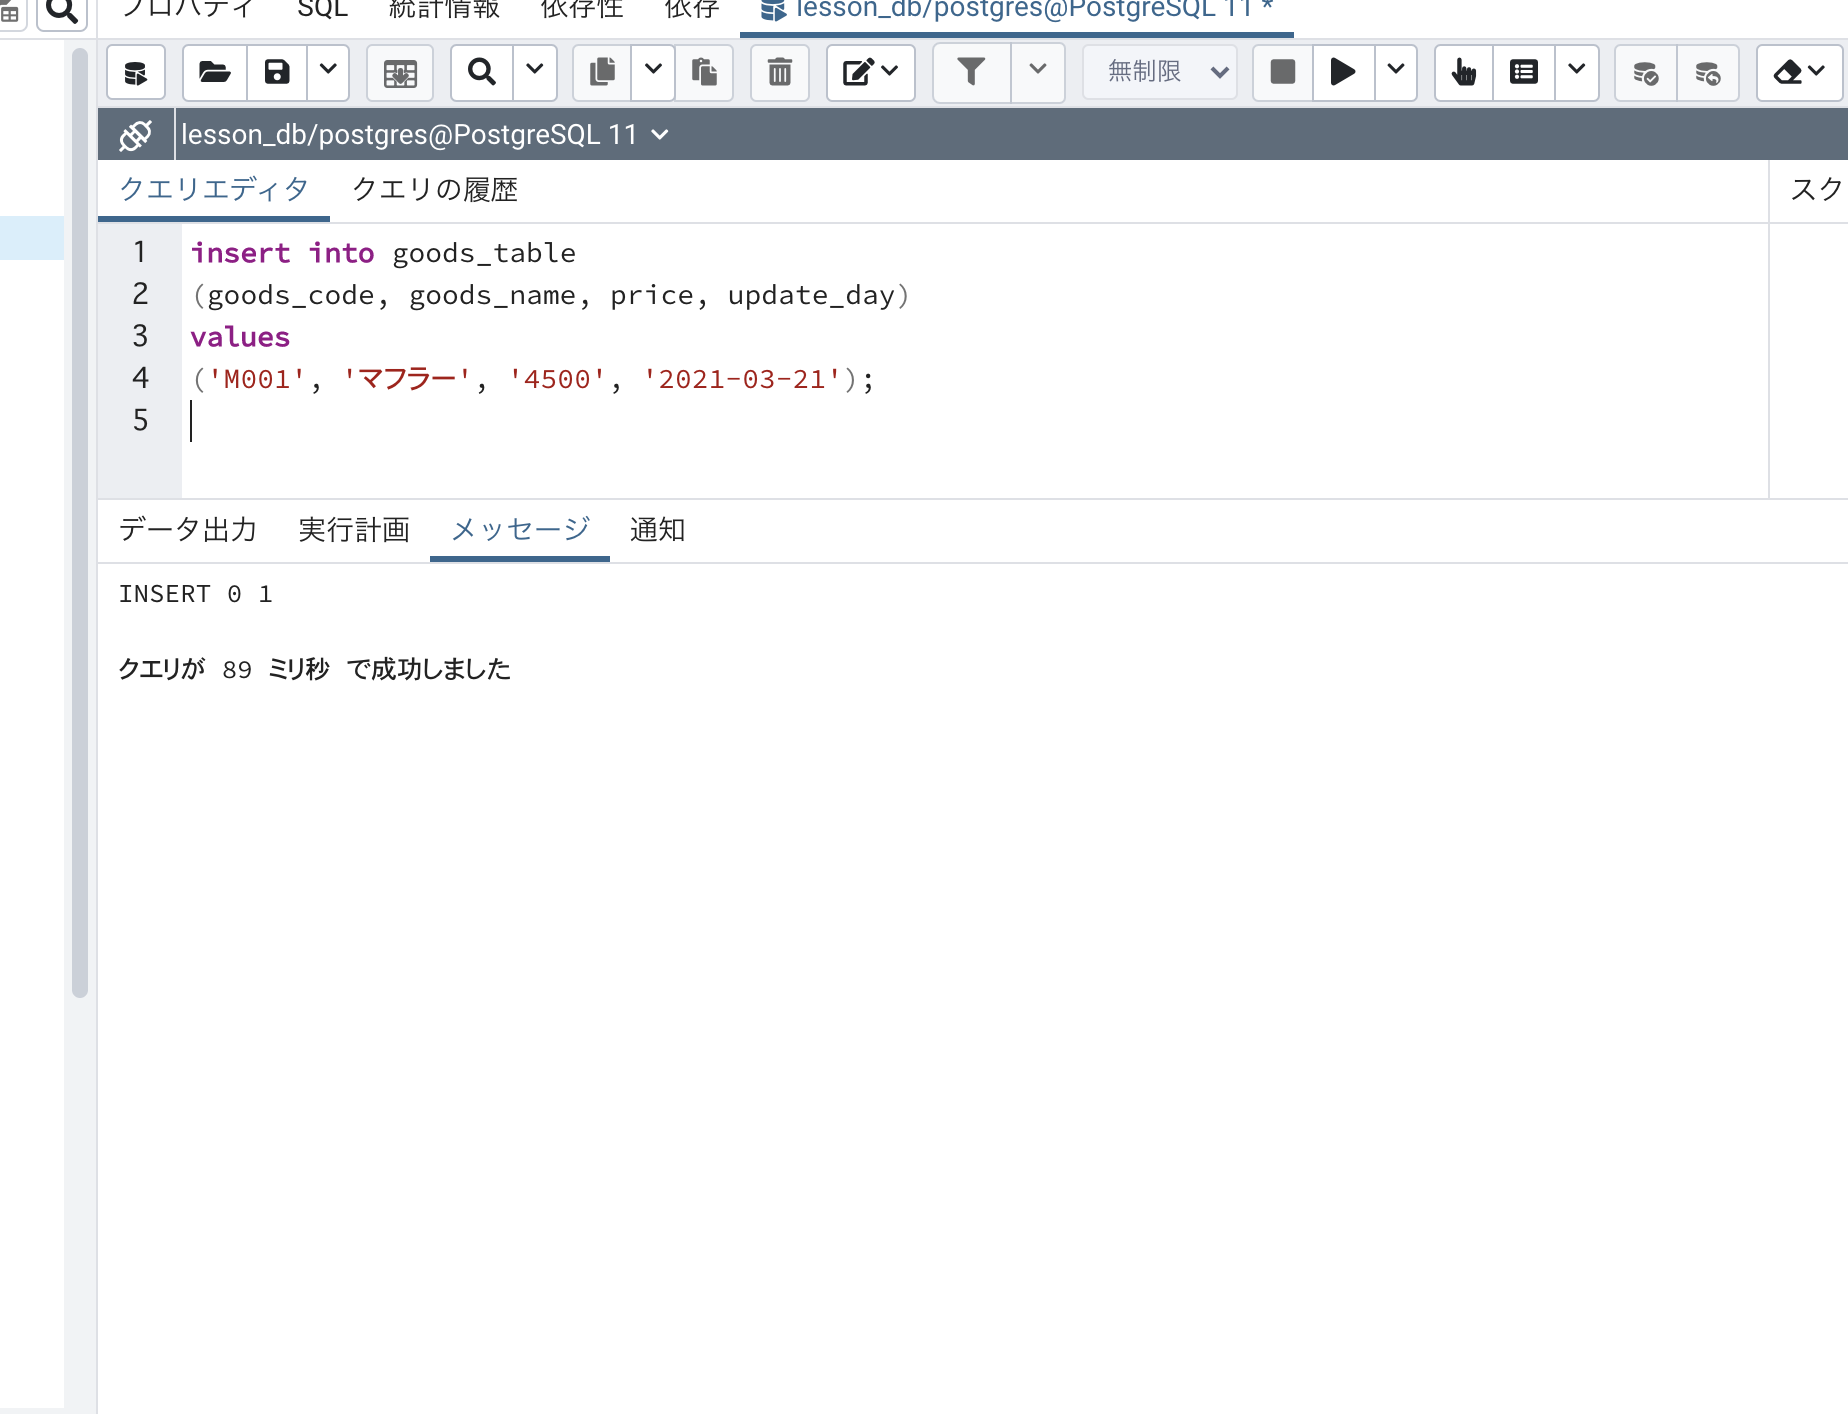 プロパティ SQL 統計情報 依存性 依存 lesson_db/postgres@PostgreSQL 11 *
無制限
lesson_db/postgres@PostgreSQL 11
クエリエディタ クエリの履歴 スク
1 insert into goods_table
2 (goods_code, goods_name, price, update_day)
3 values
4 ('M001', 'マフラー', '4500', '2021-03-21');
5
データ出力 実行計画 メッセージ 通知
INSERT 0 1
クエリが 89 ミリ秒 で成功しました